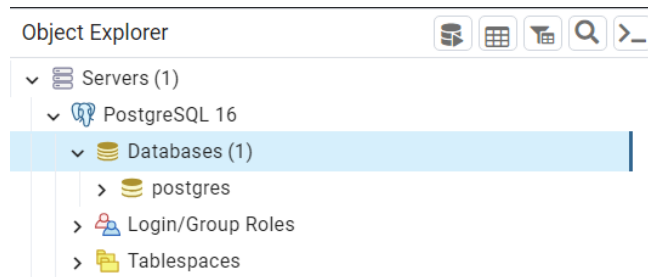 Object Explorer
Servers (1)
PostgreSQL 16
Databases (1)
postgres
Login/Group Roles
Tablespaces